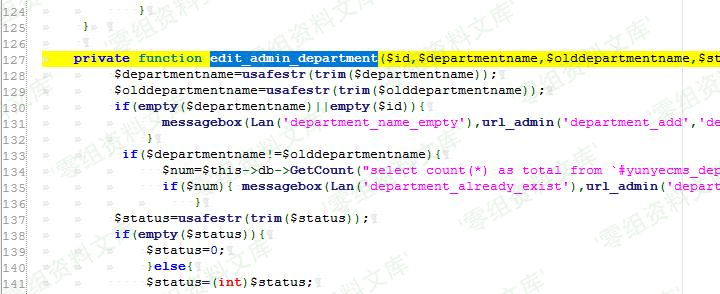 124 }
125 }
126
127 private function edit_admin_department($id,$departmentname,$olddepartmentname,$st
128 $departmentname=usafestr(trim($departmentname));
129 $olddepartmentname=usafestr(trim($olddepartmentname));
130 if(empty($departmentname)||empty($id)){
131 messagebox(Lan('department_name_empty'),url_admin('department_add','de
132 }
133 if($departmentname!=$olddepartmentname){
134 $num=$this->db->GetCount("select count(*) as total from `#yunyecms_dep
135 if($num){ messagebox(Lan('department_already_exist'),url_admin('depart
136 }
137 $status=usafestr(trim($status));
138 if(empty($status)){
139 $status=0;
140 }else{
141 $status=(int)$status;
'零组资料文库'